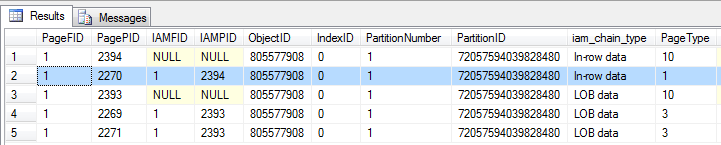 Results Messages
PageFID PagePID IAMFID IAMPID ObjectID IndexID PartitionNumber PartitionID iam_chain_type PageType
1 1 2394 NULL NULL 805577908 0 1 72057594039828480 In-row data 10
2 1 2270 1 2394 805577908 0 1 72057594039828480 In-row data 1
3 1 2393 NULL NULL 805577908 0 1 72057594039828480 LOB data 10
4 1 2269 1 2393 805577908 0 1 72057594039828480 LOB data 3
5 1 2271 1 2393 805577908 0 1 72057594039828480 LOB data 3